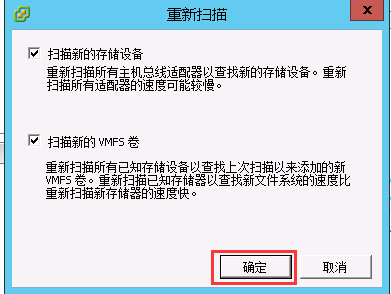 重新扫描
x
扫描新的存储设备
重新扫描所有主机总线适配器以查找新的存储设备。重新
扫描所有适配器的速度可能较慢。
扫描新的 VMFS 卷
重新扫描所有已知存储设备以查找上次扫描以来添加的新
VMFS 卷。重新扫描已知存储器以查找新文件系统的速度比
重新扫描新存储器的速度快。
确定
取消